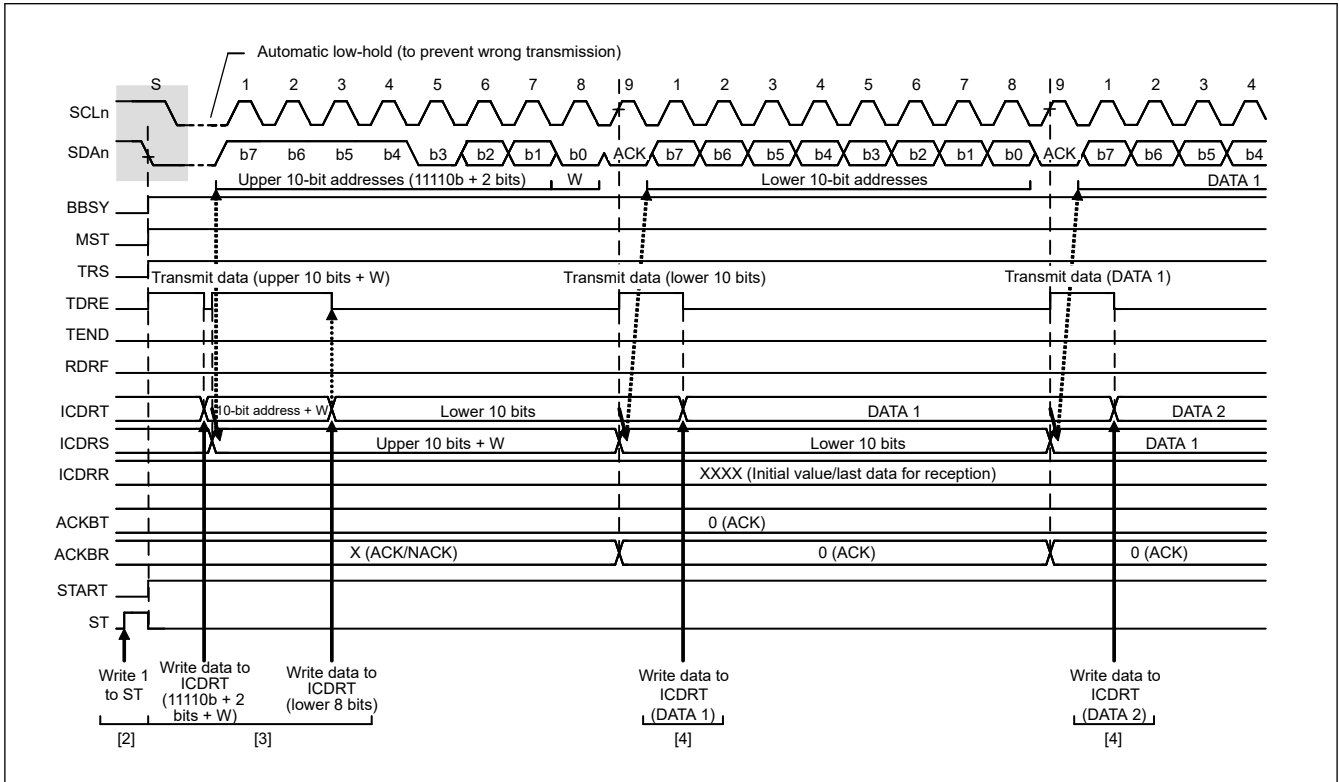 Automatic low-hold (to prevent wrong transmission)
S 1 2 3 4 5 6 7 8 9 1 2 3 4 5 6 7 8 9 1 2 3 4
SCLn
SDAn b7 b6 b5 b4 b3 b2 b1 b0 ACK b7 b6 b5 b4 b3 b2 b1 b0 ACK b7 b6 b5 b4
Upper 10-bit addresses (11110b + 2 bits) W Lower 10-bit addresses DATA 1
BBSY
MST
TRS
Transmit data (upper 10 bits + W) Transmit data (lower 10 bits) Transmit data (DATA 1)
TDRE
TEND
RDRF
ICDRT 10-bit address + W Lower 10 bits DATA 1 DATA 2
ICDRS Upper 10 bits + W Lower 10 bits DATA 1
ICDRR XXXX (Initial value/last data for reception)
ACKBT 0 (ACK)
ACKBR X (ACK/NACK) 0 (ACK) 0 (ACK)
START
ST
Write 1
to ST
Write data to
ICDRT
(11110b + 2
bits + W)
Write data to
ICDRT
(lower 8 bits)
Write data to
ICDRT
(DATA 1)
Write data to
ICDRT
(DATA 2)
[2] [3] [4] [4]